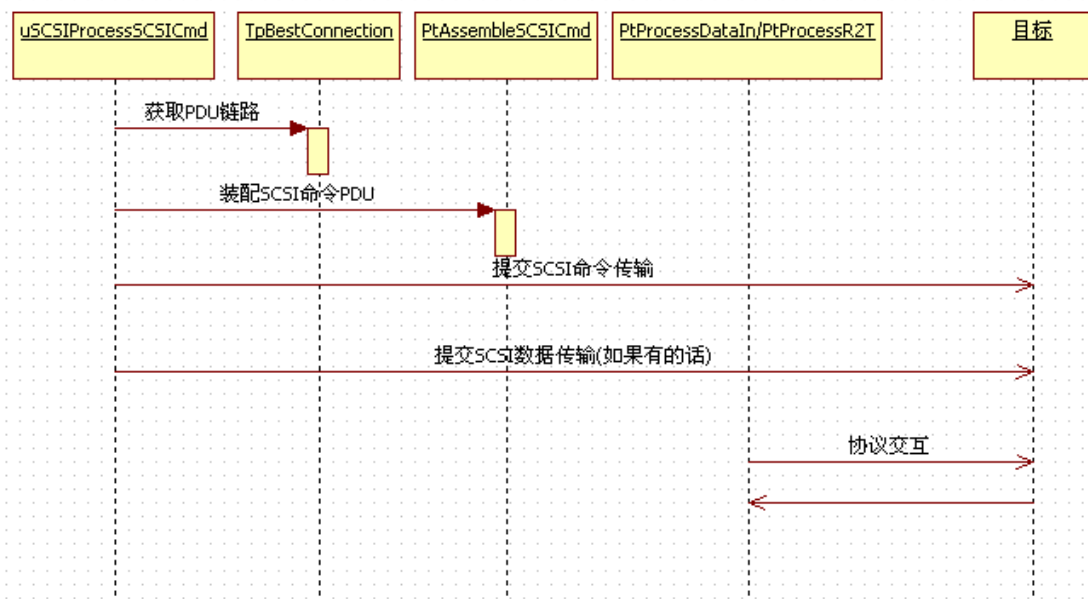 uSCSIProcessSCSICmd
TpBestConnection
PtAssembleSCSICmd
PtProcessDataIn/PtProcessR2T
目标
获取PDU链路
装配SCSI命令PDU
提交SCSI命令传输
提交SCSI数据传输(如果有的话)
协议交互